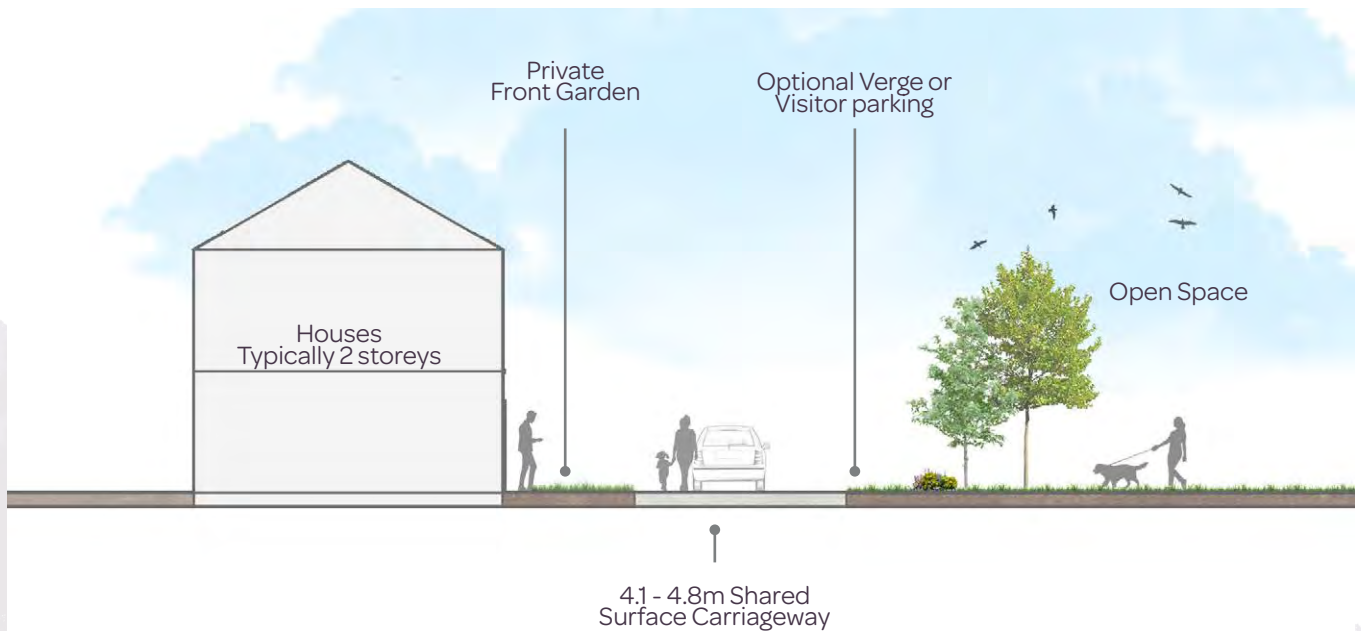 Private
Front Garden
Optional Verge or
Visitor parking
Open Space
Houses
Typically 2 storeys
4.1 - 4.8m Shared
Surface Carriageway